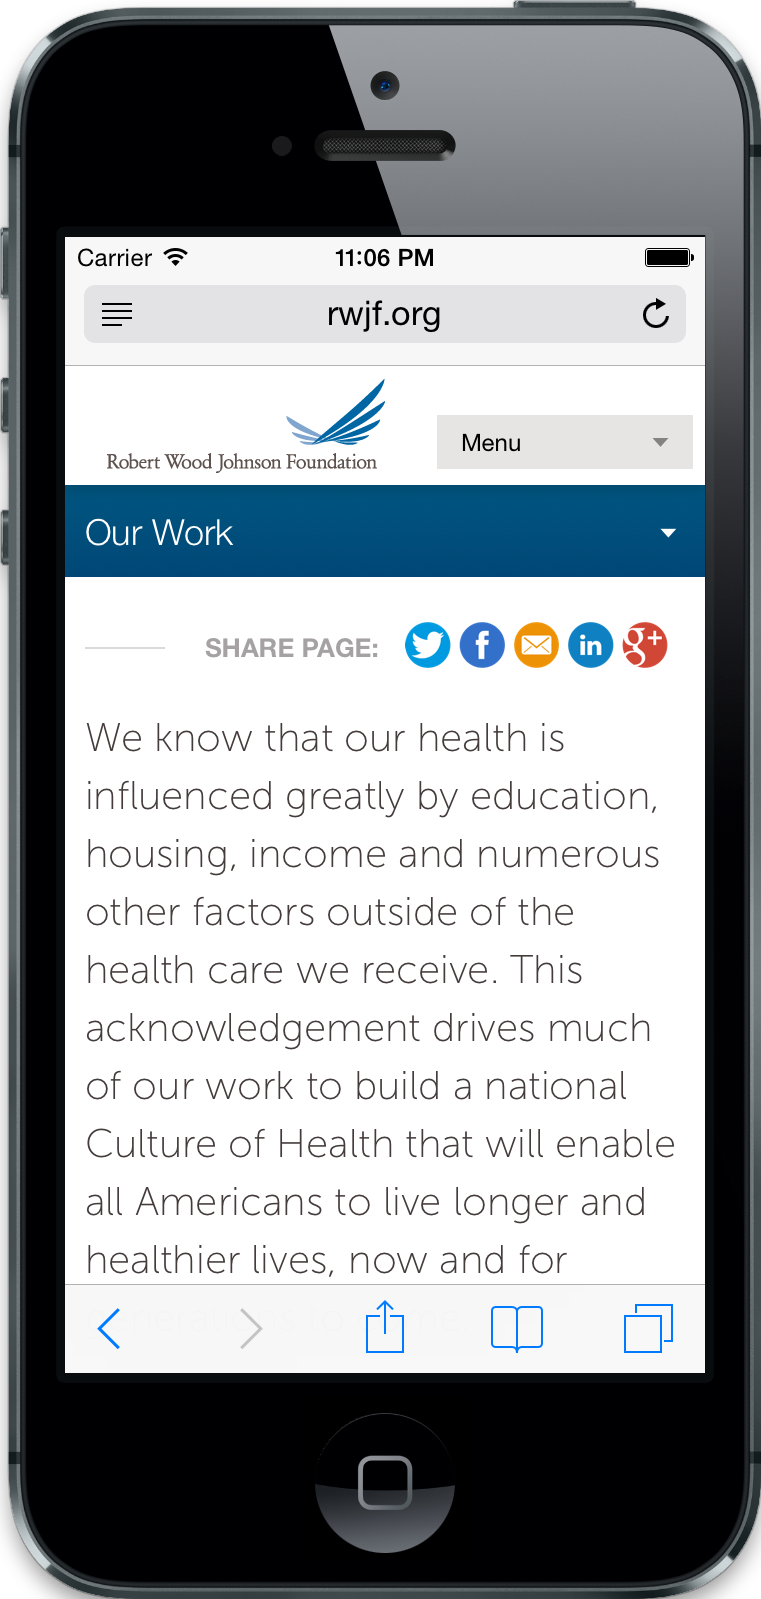 Carrier 11:06 PM
rwjf.org
Robert Wood Johnson Foundation
Menu
Our Work
SHARE PAGE:
We know that our health is
influenced greatly by education,
housing, income and numerous
other factors outside of the
health care we receive. This
acknowledgement drives much
of our work to build a national
Culture of Health that will enable
all Americans to live longer and
healthier lives, now and for